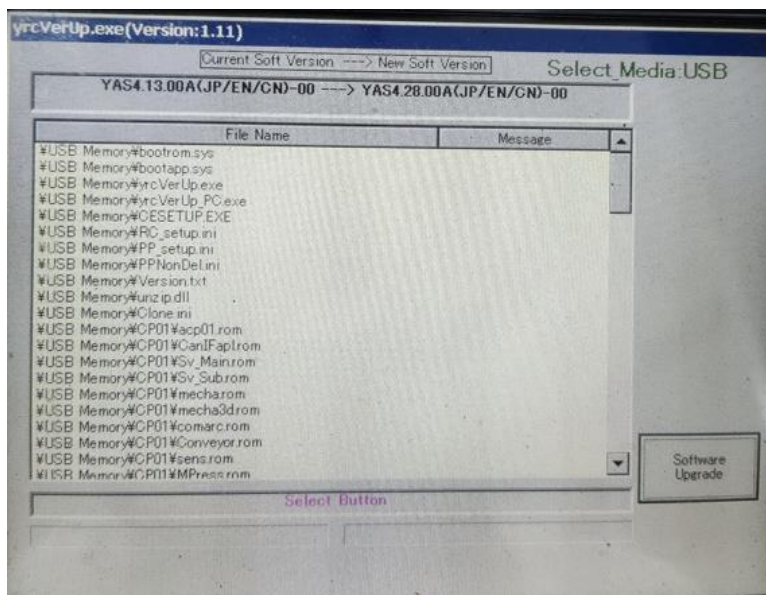 yrcVerUp.exe(Version:1.11)
Current Soft Version ---> New Soft Version
Select_Media:USB
YAS4.13.00A(JP/EN/CN)-00 ---> YAS4.28.00A(JP/EN/CN)-00
File Name
Message
¥USB Memory¥bootrom.sys
¥USB Memory¥bootapp.sys
¥USB Memory¥yrcVerUp.exe
¥USB Memory¥yrcVerUp_PC.exe
¥USB Memory¥CESETUP.EXE
¥USB Memory¥RC_setup.ini
¥USB Memory¥PP_setup.ini
¥USB Memory¥PPNonDel.ini
¥USB Memory¥Version.txt
¥USB Memory¥unzip.dll
¥USB Memory¥Clone.ini
¥USB Memory¥CP01¥acp01.rom
¥USB Memory¥CP01¥CanIFapl.rom
¥USB Memory¥CP01¥Sv_Main.rom
¥USB Memory¥CP01¥Sv_Sub.rom
¥USB Memory¥CP01¥mecha.rom
¥USB Memory¥CP01¥mecha3d.rom
¥USB Memory¥CP01¥comarc.rom
¥USB Memory¥CP01¥Conveyor.rom
¥USB Memory¥CP01¥sens.rom
¥USB Memory¥CP01¥MPress.rom
Software
Upgrade
Select Button